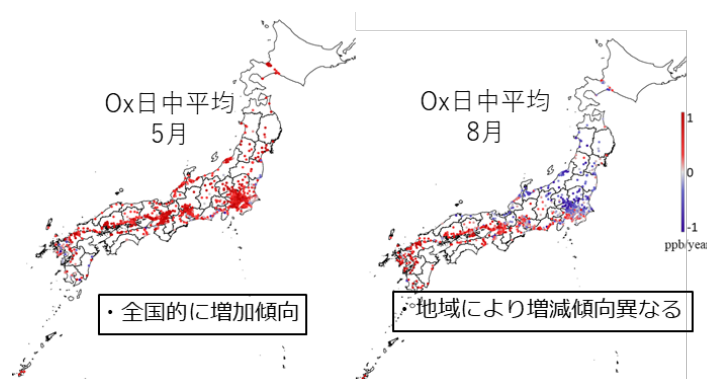 Ox日中平均
5月
・全国的に増加傾向
Ox日中平均
8月
・地域により増減傾向異なる
1
0
-1
ppb/year